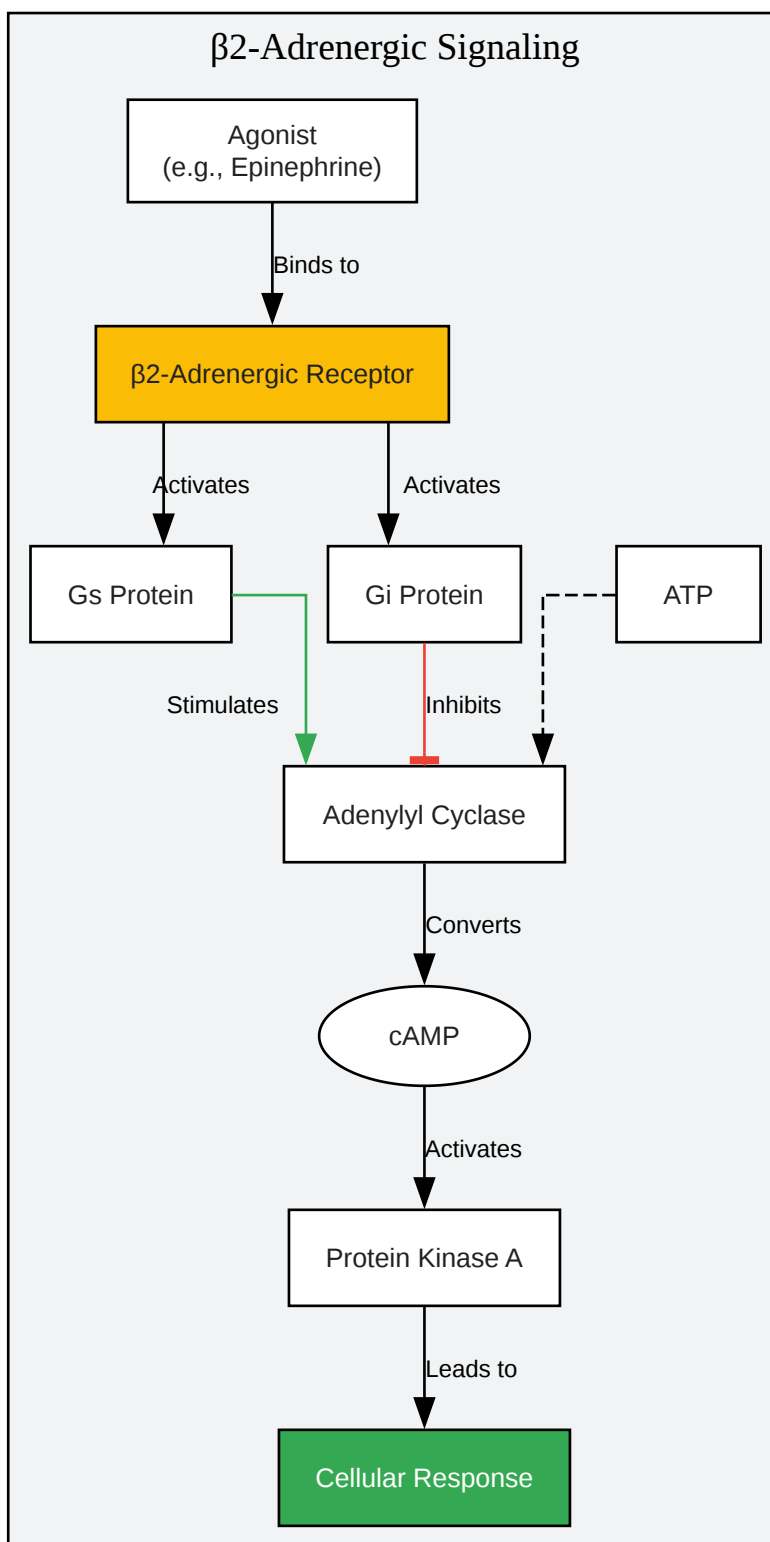 β2-Adrenergic Signaling
Agonist
(e.g., Epinephrine)
Binds to
β2-Adrenergic Receptor
Activates
Activates
Gs Protein
Gi Protein
ATP
Stimulates
Inhibits
Adenylyl Cyclase
Converts
cAMP
Activates
Protein Kinase A
Leads to
Cellular Response